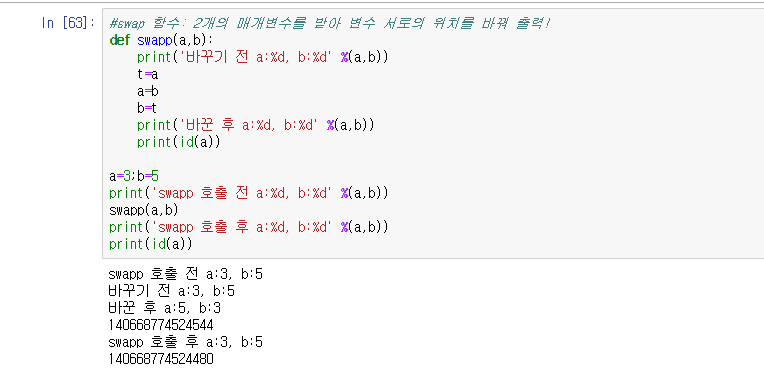 In [63]: #swap 함수: 2개의 매개변수를 받아 변수 서로의 위치를 바꿔 출력!
def swapp(a,b):
    print('바꾸기 전 a:%d, b:%d' %(a,b))
    t=a
    a=b
    b=t
    print('바꾼 후 a:%d, b:%d' %(a,b))
    print(id(a))
a=3;b=5
print('swapp 호출 전 a:%d, b:%d' %(a,b))
swapp(a,b)
print('swapp 호출 후 a:%d, b:%d' %(a,b))
print(id(a))
swapp 호출 전 a:3, b:5
바꾸기 전 a:3, b:5
바꾼 후 a:5, b:3
140668774524544
swapp 호출 후 a:3, b:5
140668774524480